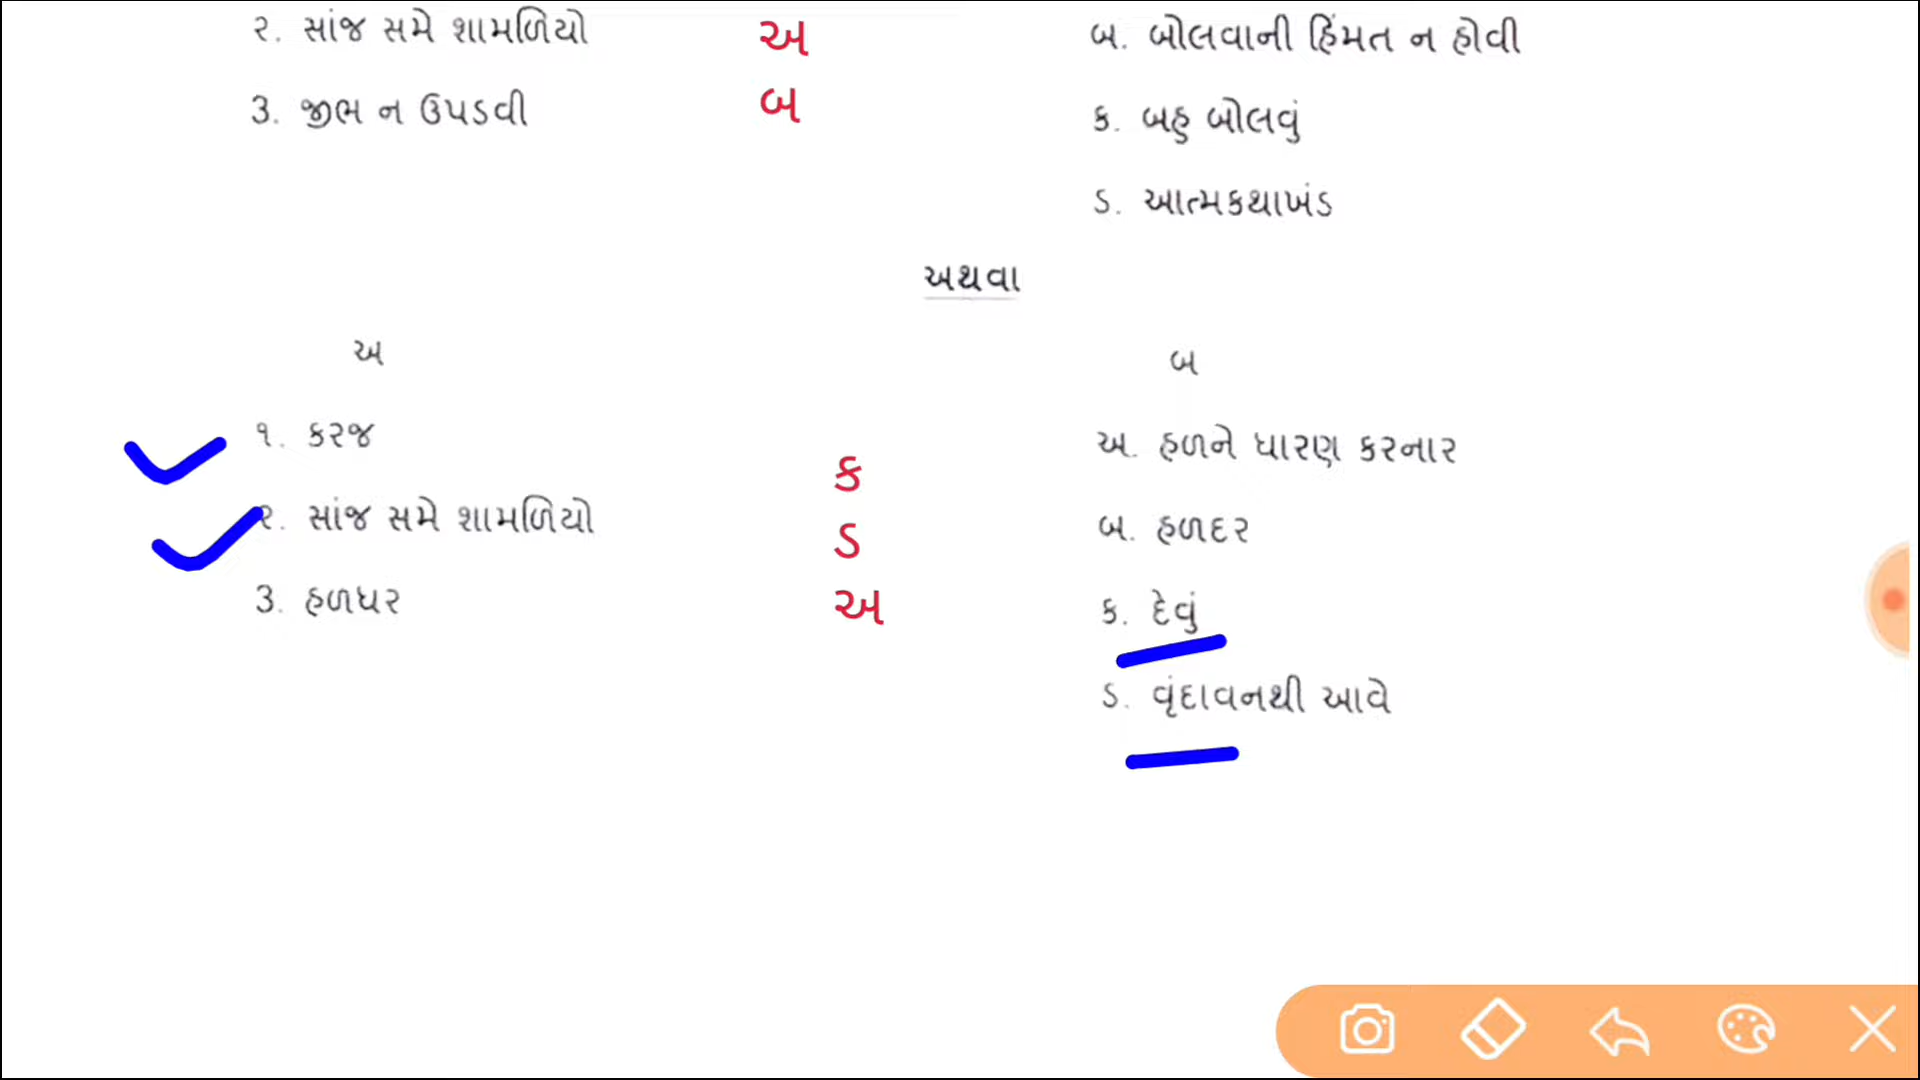 ૨. સાંજ સમે શામળિયો અ બ. બોલવાની હિંમત ન હોવી
૩. જીભ ન ઉપડવી બ ક. બહુ બોલવું
ડ. આત્મકથાખંડ
અથવા
અ બ
૧. કરજ ક અ. હળને ધારણ કરનાર
૨. સાંજ સમે શામળિયો ડ બ. હળદર
૩. હળધર અ ક. દેવું
ડ. વૃંદાવનથી આવે